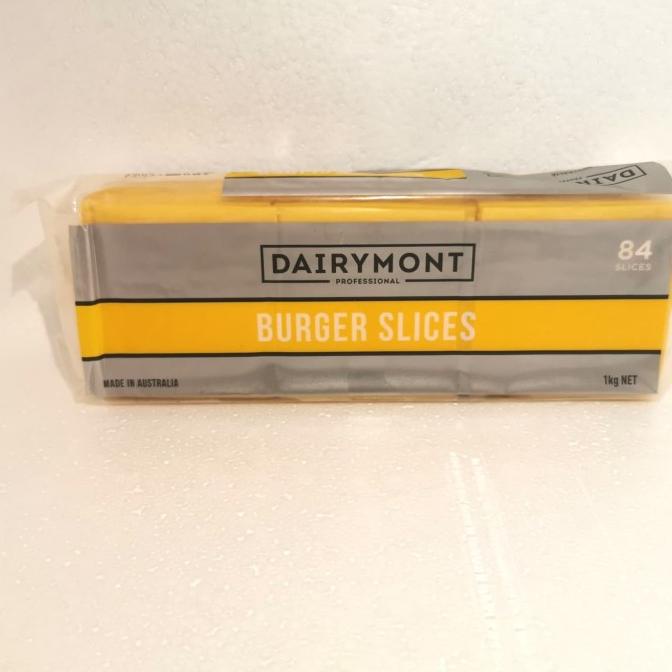 DAIRYMONT
PROFESSIONAL
84
SLICES
BURGER SLICES
MADE IN AUSTRALIA
1kg NET